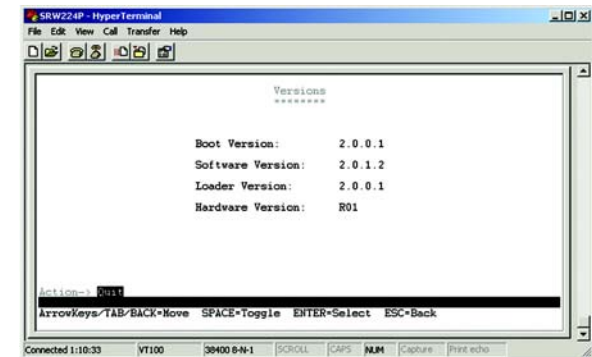 SRW224P - HyperTerminal
File Edit View Call Transfer Help
Versions
========
Boot Version: 2.0.0.1
Software Version: 2.0.1.2
Loader Version: 2.0.0.1
Hardware Version: R01
Action-> Quit
ArrowKeys/TAB/BACK=Move SPACE=Toggle ENTER=Select ESC=Back
Connected 1:10:33 VT100 38400 8-N-1 SCROLL CAPS NUM Capture Print echo